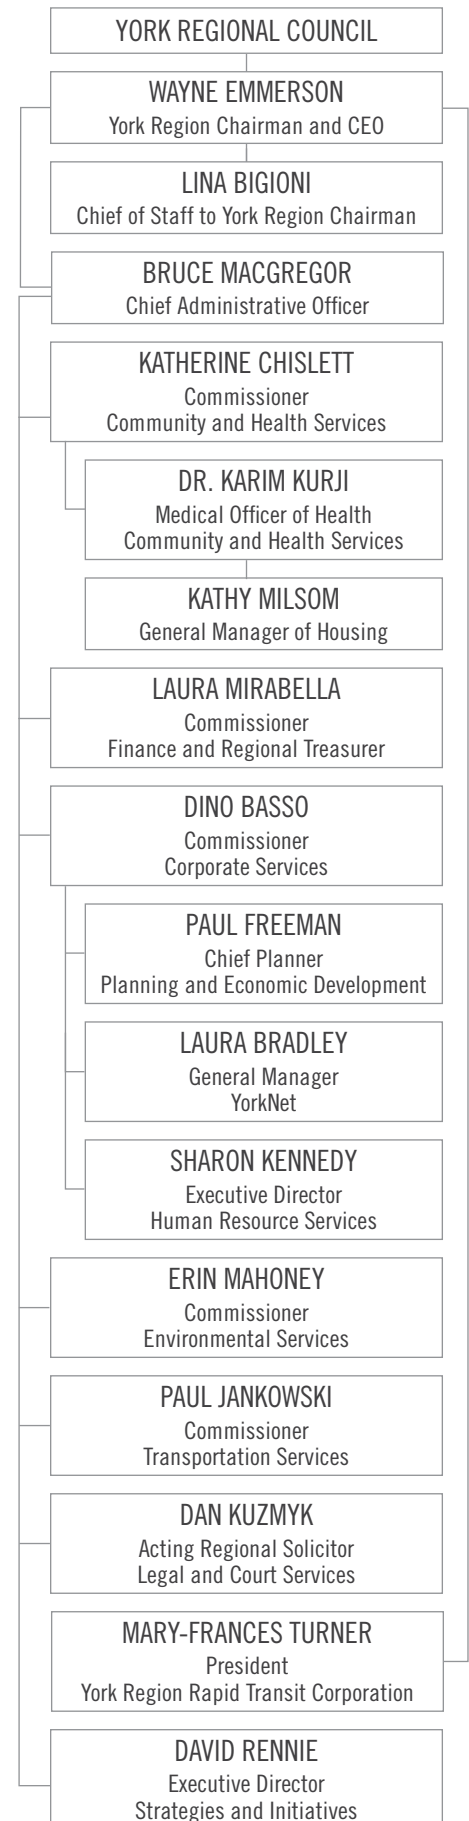 YORK REGIONAL COUNCIL
WAYNE EMMERSON
York Region Chairman and CEO
LINA BIGIONI
Chief of Staff to York Region Chairman
BRUCE MACGREGOR
Chief Administrative Officer
KATHERINE CHISLETT
Commissioner
Community and Health Services
DR. KARIM KURJI
Medical Officer of Health
Community and Health Services
KATHY MILSOM
General Manager of Housing
LAURA MIRABELLA
Commissioner
Finance and Regional Treasurer
DINO BASSO
Commissioner
Corporate Services
PAUL FREEMAN
Chief Planner
Planning and Economic Development
LAURA BRADLEY
General Manager
YorkNet
SHARON KENNEDY
Executive Director
Human Resource Services
ERIN MAHONEY
Commissioner
Environmental Services
PAUL JANKOWSKI
Commissioner
Transportation Services
DAN KUZMYK
Acting Regional Solicitor
Legal and Court Services
MARY-FRANCES TURNER
President
York Region Rapid Transit Corporation
DAVID RENNIE
Executive Director
Strategies and Initiatives